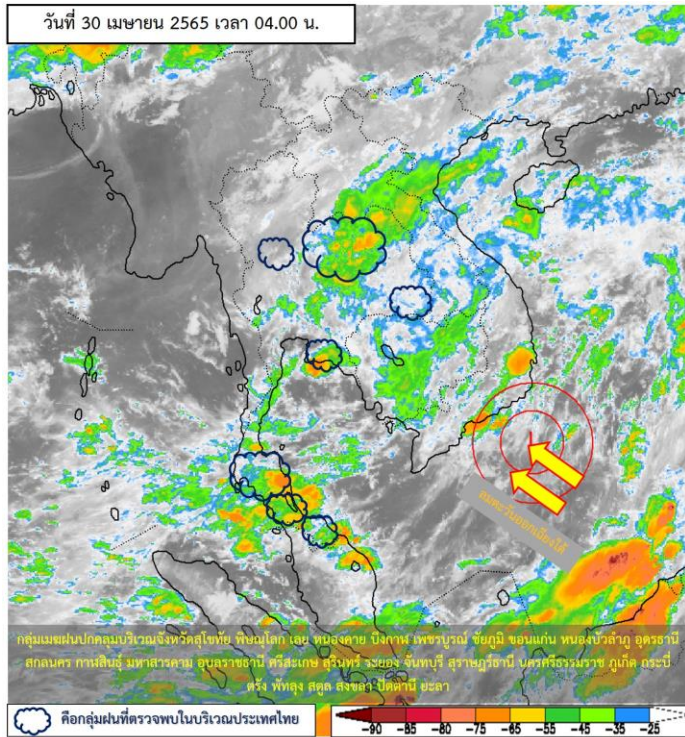 วันที่ 30 เมษายน 2565 เวลา 04.00 น.
ลมตะวันออกเฉียงใต้
กลุ่มเมฆฝนปกคลุมบริเวณจังหวัดสุโขทัย พิษณุโลก เลย หนองคาย บึงกาฬ เพชรบูรณ์ ชัยภูมิ ขอนแก่น หนองบัวลำภู อุดรธานี
สกลนคร กาฬสินธุ์ มหาสารคาม อุบลราชธานี ศรีสะเกษ สุรินทร์ ระยอง จันทบุรี สุราษฎร์ธานี นครศรีธรรมราช ภูเก็ต กระบี่
ตรัง พัทลุง สตูล สงขลา ปัตตานี ยะลา
คือกลุ่มฝนที่ตรวจพบในบริเวณประเทศไทย
-90 -85 -80 -75 -65 -55 -45 -35 -25